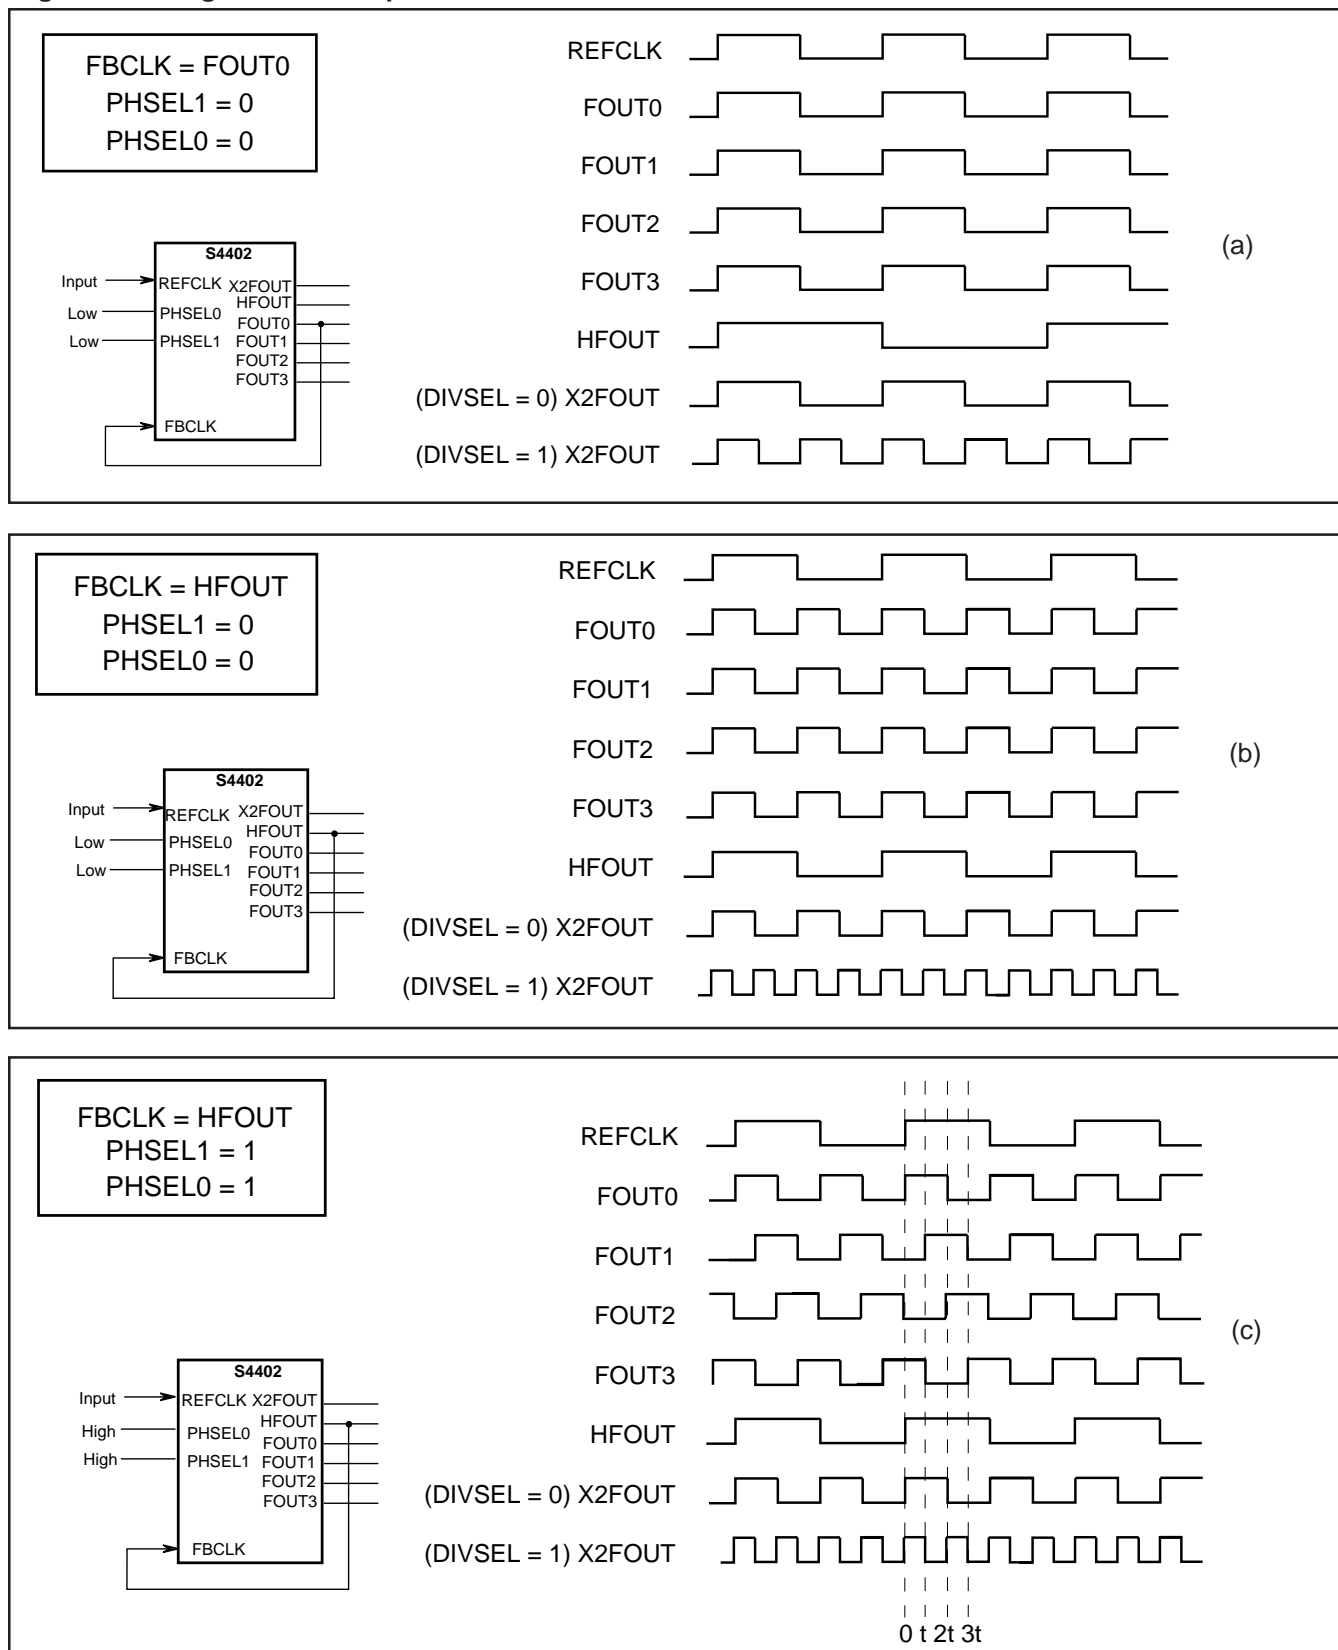 FBCLK = FOUT0
PHSEL1 = 0
PHSEL0 = 0
REFCLK
FOUT0
FOUT1
FOUT2
FOUT3
HFOUT
(DIVSEL = 0) X2FOUT
(DIVSEL = 1) X2FOUT
(a)
S4402
Input
REFCLK
X2FOUT
HFOUT
Low
PHSEL0
FOUT0
Low
PHSEL1
FOUT1
FOUT2
FOUT3
FBCLK
FBCLK = HFOUT
PHSEL1 = 0
PHSEL0 = 0
REFCLK
FOUT0
FOUT1
FOUT2
FOUT3
HFOUT
(DIVSEL = 0) X2FOUT
(DIVSEL = 1) X2FOUT
(b)
S4402
Input
REFCLK
X2FOUT
HFOUT
Low
PHSEL0
FOUT0
Low
PHSEL1
FOUT1
FOUT2
FOUT3
FBCLK
FBCLK = HFOUT
PHSEL1 = 1
PHSEL0 = 1
REFCLK
FOUT0
FOUT1
FOUT2
FOUT3
HFOUT
(DIVSEL = 0) X2FOUT
(DIVSEL = 1) X2FOUT
0 t 2t 3t
(c)
S4402
Input
REFCLK
X2FOUT
HFOUT
High
PHSEL0
FOUT0
High
PHSEL1
FOUT1
FOUT2
FOUT3
FBCLK